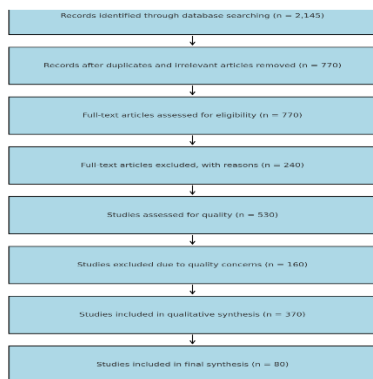 Records identified through database searching (n = 2,145)
Records after duplicates and irrelevant articles removed (n = 770)
Full-text articles assessed for eligibility (n = 770)
Full-text articles excluded, with reasons (n = 240)
Studies assessed for quality (n = 530)
Studies excluded due to quality concerns (n = 160)
Studies included in qualitative synthesis (n = 370)
Studies included in final synthesis (n = 80)